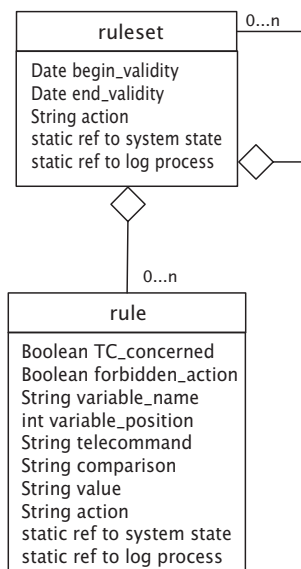 0...n
ruleset
Date begin_validity
Date end_validity
String action
static ref to system state
static ref to log process
0...n
rule
Boolean TC_concerned
Boolean forbidden_action
String variable_name
int variable_position
String telecommand
String comparison
String value
String action
static ref to system state
static ref to log process